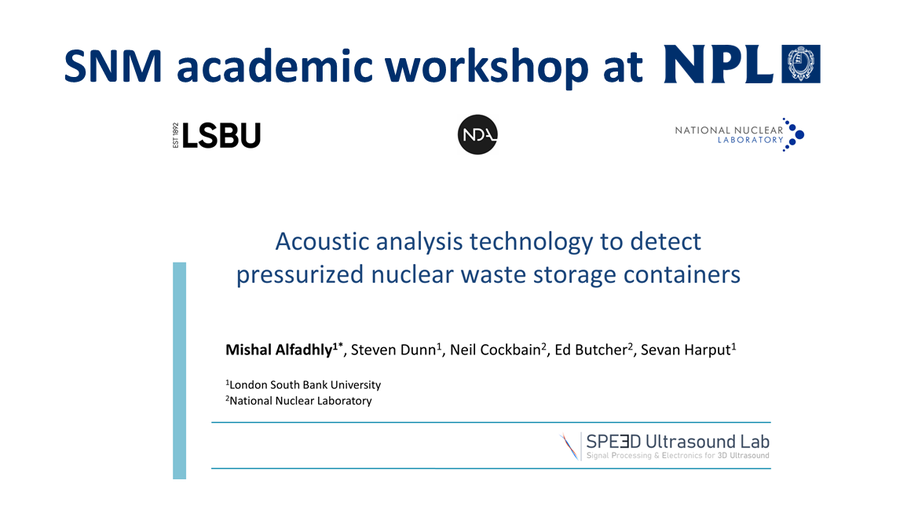 SNM academic workshop at NPL
EST 1892 LSBU
NDA
NATIONAL NUCLEAR
LABORATORY
Acoustic analysis technology to detect
pressurized nuclear waste storage containers
Mishal Alfadhly¹*, Steven Dunn¹, Neil Cockbain², Ed Butcher², Sevan Harput¹
¹London South Bank University
²National Nuclear Laboratory
SPEƎD Ultrasound Lab
Signal Processing & Electronics for 3D Ultrasound